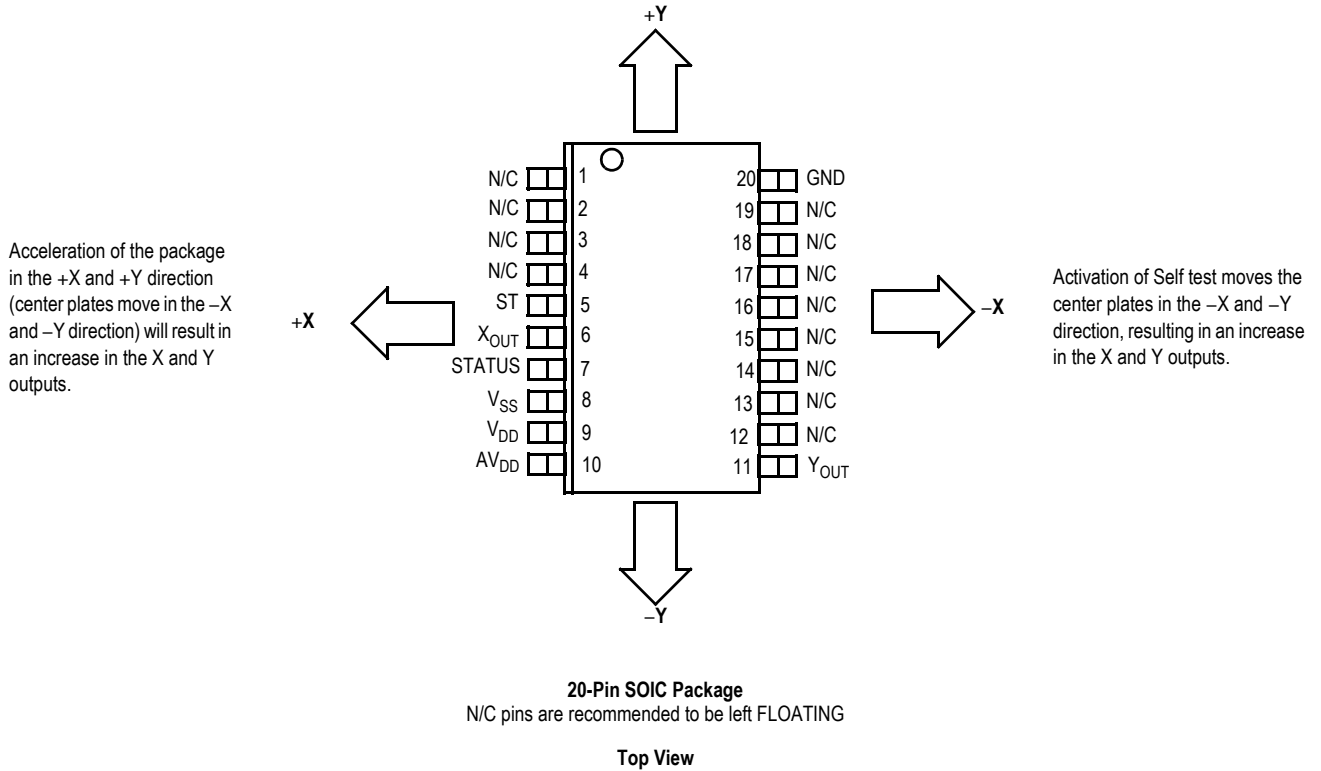 +Y
N/C 1
N/C 2
N/C 3
N/C 4
ST 5
XOUT 6
STATUS 7
VSS 8
VDD 9
AVDD 10
20 GND
19 N/C
18 N/C
17 N/C
16 N/C
15 N/C
14 N/C
13 N/C
12 N/C
11 YOUT
Acceleration of the package
in the +X and +Y direction
(center plates move in the –X
and –Y direction) will result in
an increase in the X and Y
outputs.
+X
–X
Activation of Self test moves the
center plates in the –X and –Y
direction, resulting in an increase
in the X and Y outputs.
–Y
20-Pin SOIC Package
N/C pins are recommended to be left FLOATING
Top View